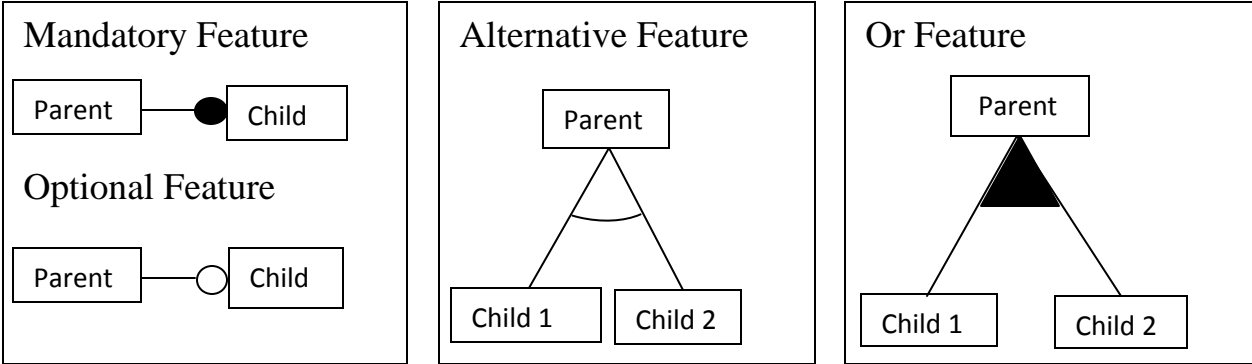 Mandatory Feature
Parent
Child
Optional Feature
Parent
Child
Alternative Feature
Parent
Child 1
Child 2
Or Feature
Parent
Child 1
Child 2